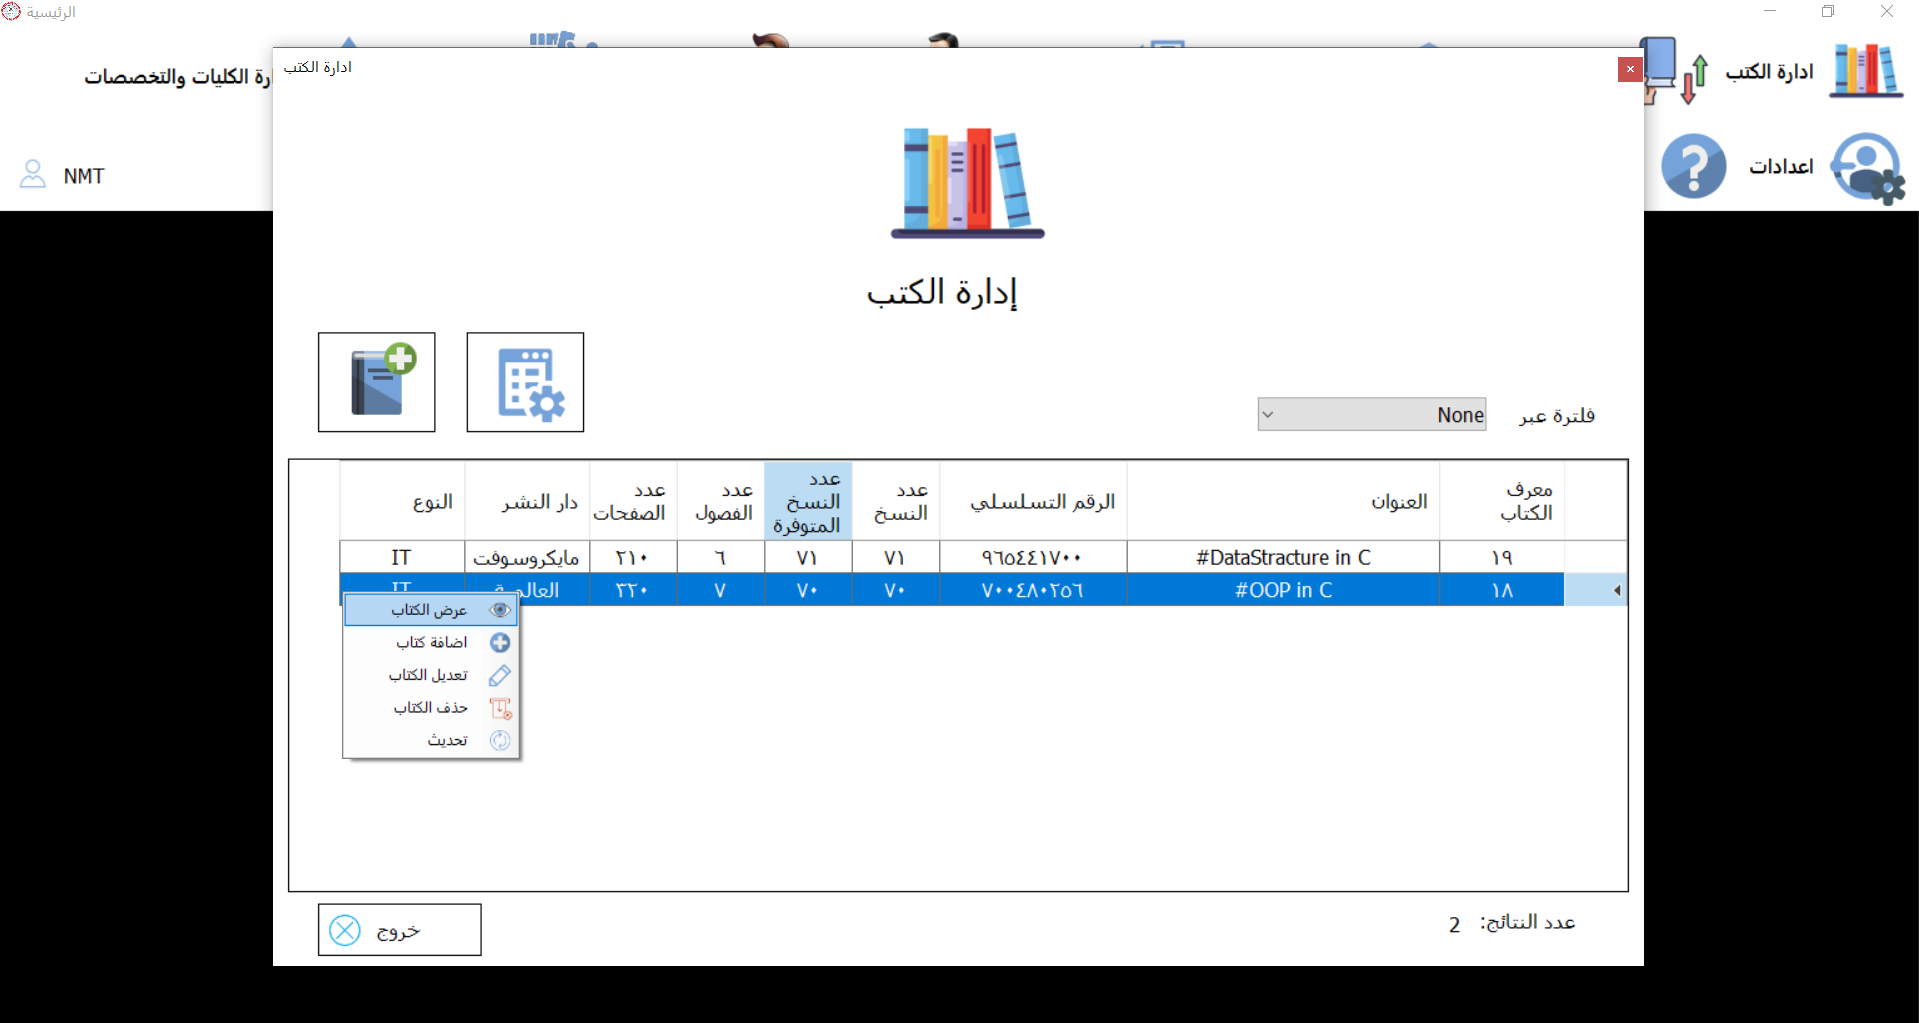 الرئيسية
ادارة الكتب
ارة الكليات والتخصصات
اعدادات
NMT
ادارة الكتب
إدارة الكتب
فلترة عبر None
معرف الكتاب العنوان الرقم التسلسلي عدد النسخ عدد النسخ المتوفرة عدد الفصول عدد الصفحات دار النشر النوع
١٩ #DataStracture in C ٩٦٥٤٤١٧٠٠ ٧١ ٧١ ٦ ٢١٠ مايكروسوفت IT
١٨ #OOP in C ٧٠٠٤٨٠٢٥٦ ٧٠ ٧٠ ٧ ٣٢٠ العالمية IT
عرض الكتاب
اضافة كتاب
تعديل الكتاب
حذف الكتاب
تحديث
عدد النتائج: 2
خروج